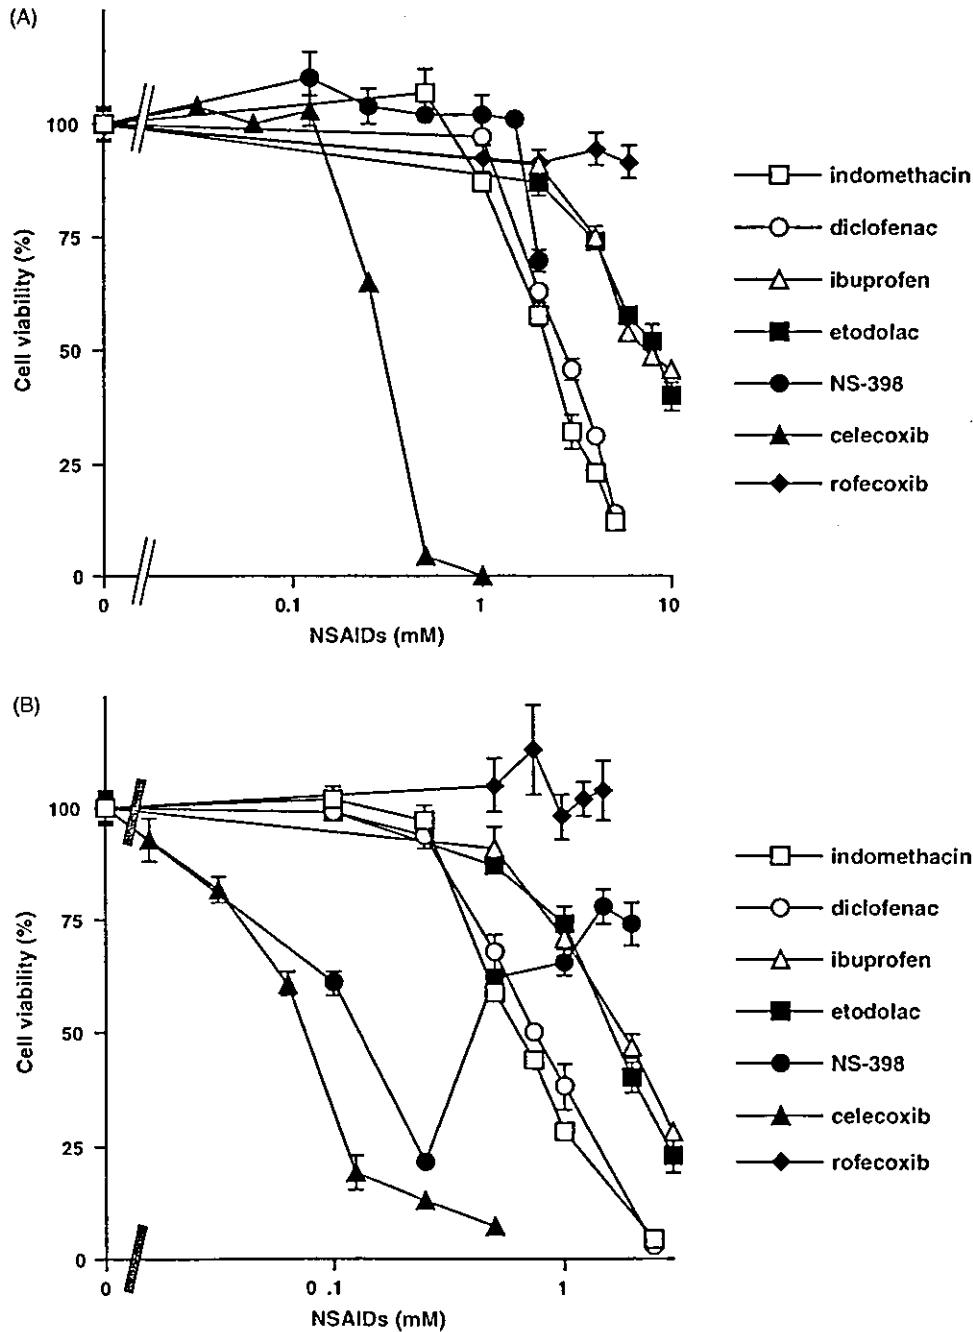 (A)
Cell viability (%)
100
75
50
25
0
0
0.1
1
10
NSAIDs (mM)
indomethacin
diclofenac
ibuprofen
etodolac
NS-398
celecoxib
rofecoxib
(B)
Cell viability (%)
100
75
50
25
0
0
0 .1
1
NSAIDs (mM)
indomethacin
diclofenac
ibuprofen
etodolac
NS-398
celecoxib
rofecoxib